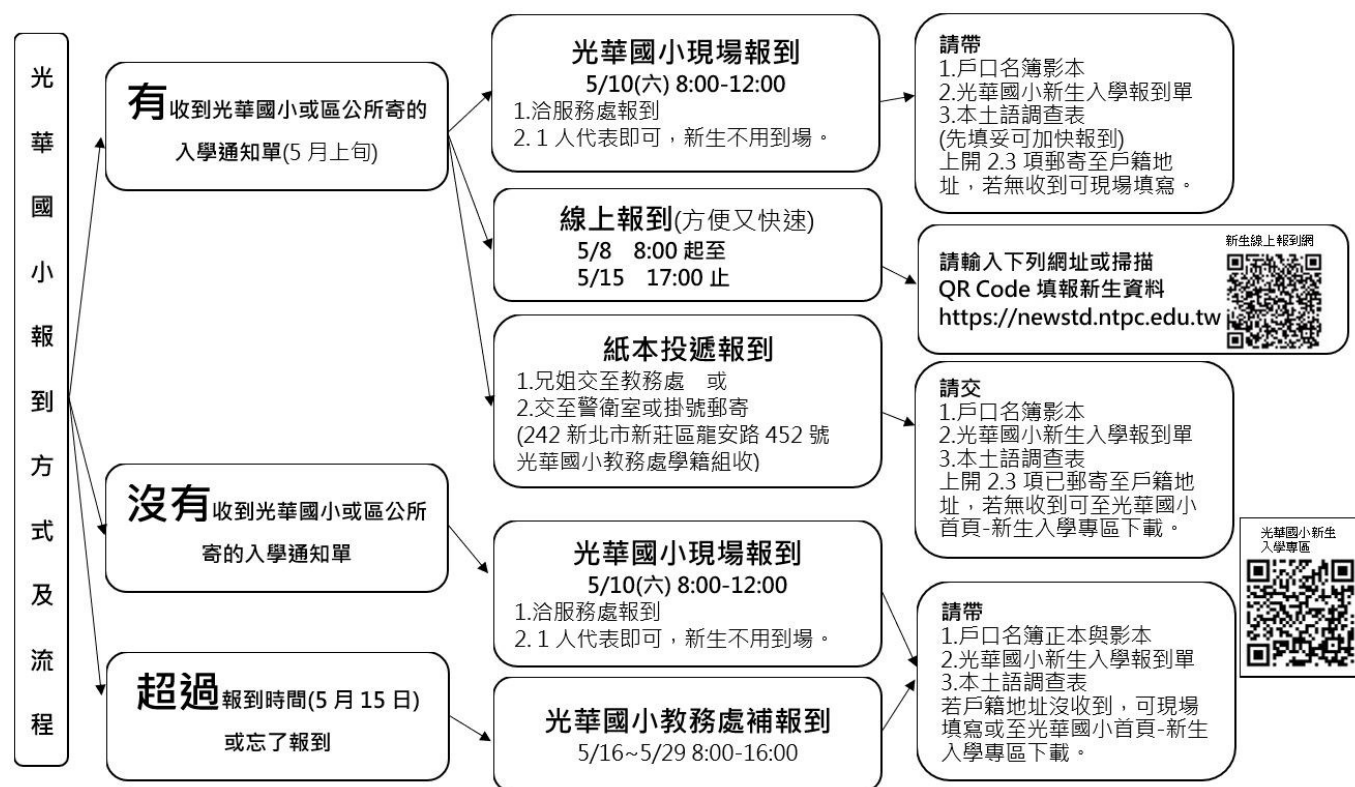 光華國小報到方式及流程
有收到光華國小或區公所寄的
入學通知單(5 月上旬)
光華國小現場報到
5/10(六) 8:00-12:00
1.洽服務處報到
2. 1 人代表即可，新生不用到場。
請帶
1.戶口名簿影本
2.光華國小新生入學報到單
3.本土語調查表
(先填妥可加快報到)
上開 2.3 項郵寄至戶籍地
址，若無收到可現場填寫。
線上報到(方便又快速)
5/8 8:00 起至
5/15 17:00 止
請輸入下列網址或掃描
QR Code 填報新生資料
https://newstd.ntpc.edu.tw
新生線上報到網
紙本投遞報到
1.兄姐交至教務處 或
2.交至警衛室或掛號郵寄
(242 新北市新莊區龍安路 452 號
光華國小教務處學籍組收)
請交
1.戶口名簿影本
2.光華國小新生入學報到單
3.本土語調查表
上開 2.3 項已郵寄至戶籍地
址，若無收到可至光華國小
首頁-新生入學專區下載。
沒有收到光華國小或區公所
寄的入學通知單
光華國小現場報到
5/10(六) 8:00-12:00
1.洽服務處報到
2. 1 人代表即可，新生不用到場。
超過報到時間(5 月 15 日)
或忘了報到
光華國小教務處補報到
5/16~5/29 8:00-16:00
請帶
1.戶口名簿正本與影本
2.光華國小新生入學報到單
3.本土語調查表
若戶籍地址沒收到，可現場
填寫或至光華國小首頁-新生
入學專區下載。
光華國小新生
入學專區